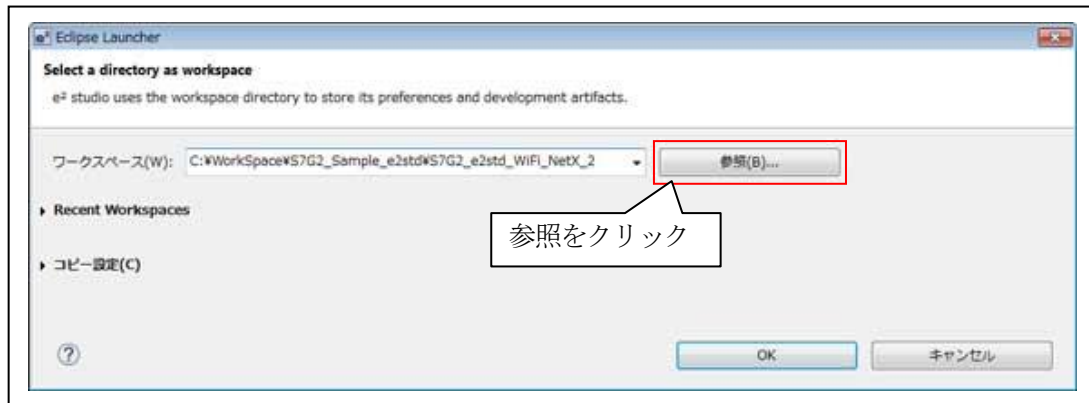 e² Eclipse Launcher
Select a directory as workspace
e² studio uses the workspace directory to store its preferences and development artifacts.
ワークスペース(W): C:¥WorkSpace¥S7G2_Sample_e2std¥S7G2_e2std_WiFi_NetX_2 参照(B)...
Recent Workspaces
参照をクリック
コピー設定(C)
? OK キャンセル